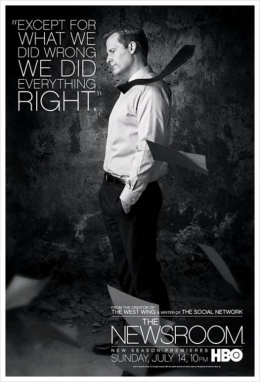 "EXCEPT FOR
WHAT WE
DID WRONG
WE DID
EVERYTHING
RIGHT."
FROM THE CREATOR OF
THE WEST WING & WRITER OF THE SOCIAL NETWORK
THE
NEWSROOM
NEW SEASON PREMIERES
SUNDAY, JULY 14, 10PM HBO